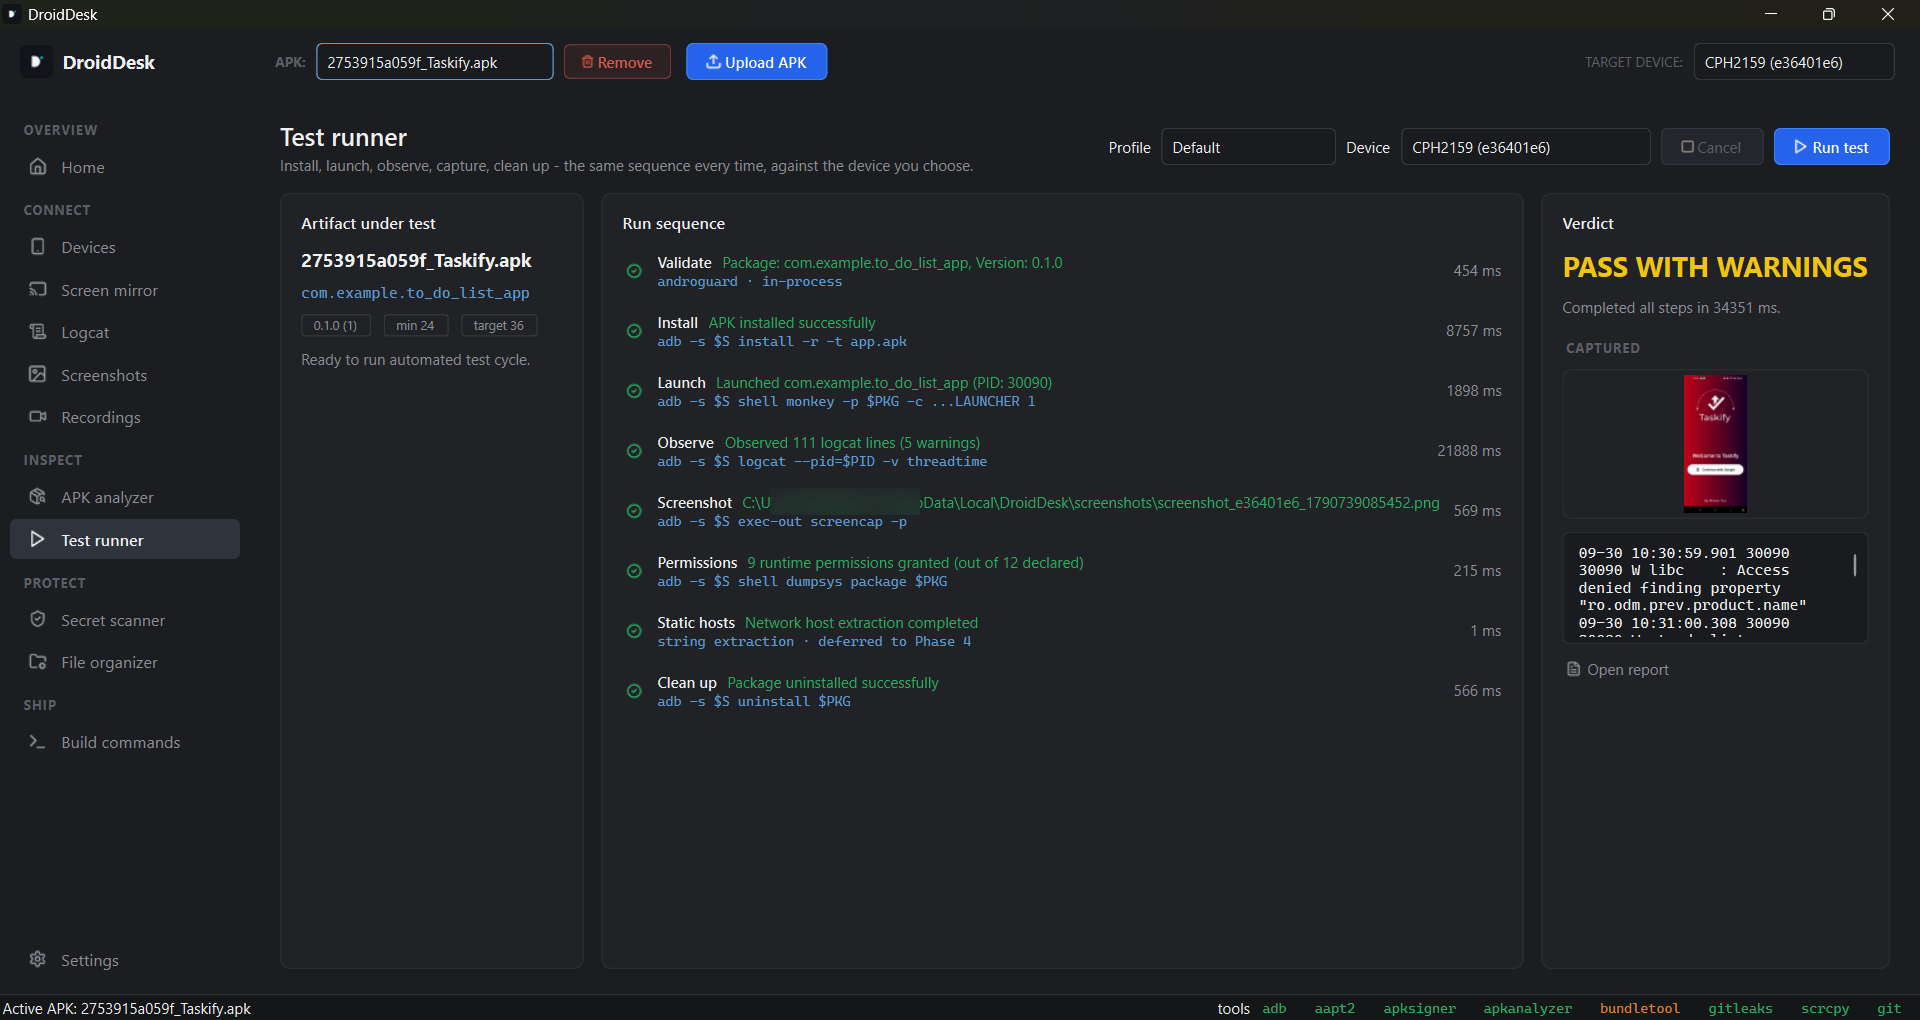 DroidDesk
DroidDesk
APK:
2753915a059f_Taskify.apk
Remove
Upload APK
TARGET DEVICE:
CPH2159 (e36401e6)
OVERVIEW
Home
CONNECT
Devices
Screen mirror
Logcat
Screenshots
Recordings
INSPECT
APK analyzer
Test runner
PROTECT
Secret scanner
File organizer
SHIP
Build commands
Settings
Test runner
Install, launch, observe, capture, clean up - the same sequence every time, against the device you choose.
Profile
Default
Device
CPH2159 (e36401e6)
Cancel
Run test
Artifact under test
2753915a059f_Taskify.apk
com.example.to_do_list_app
0.1.0 (1)
min 24
target 36
Ready to run automated test cycle.
Run sequence
Validate Package: com.example.to_do_list_app, Version: 0.1.0
androguard · in-process
454 ms
Install APK installed successfully
adb -s $S install -r -t app.apk
8757 ms
Launch Launched com.example.to_do_list_app (PID: 30090)
adb -s $S shell monkey -p $PKG -c ...LAUNCHER 1
1898 ms
Observe Observed 111 logcat lines (5 warnings)
adb -s $S logcat --pid=$PID -v threadtime
21888 ms
Screenshot C:\U Data\Local\DroidDesk\screenshots\screenshot_e36401e6_1790739085452.png
adb -s $S exec-out screencap -p
569 ms
Permissions 9 runtime permissions granted (out of 12 declared)
adb -s $S shell dumpsys package $PKG
215 ms
Static hosts Network host extraction completed
string extraction · deferred to Phase 4
1 ms
Clean up Package uninstalled successfully
adb -s $S uninstall $PKG
566 ms
Verdict
PASS WITH WARNINGS
Completed all steps in 34351 ms.
CAPTURED
Taskify
Welcome to Taskify
Continue with Google
09-30 10:30:59.901 30090
30090 W libc : Access
denied finding property
"ro.odm.prev.product.name"
09-30 10:31:00.308 30090
Open report
Active APK: 2753915a059f_Taskify.apk
tools adb aapt2 apksigner apkanalyzer bundletool gitleaks scrcpy git